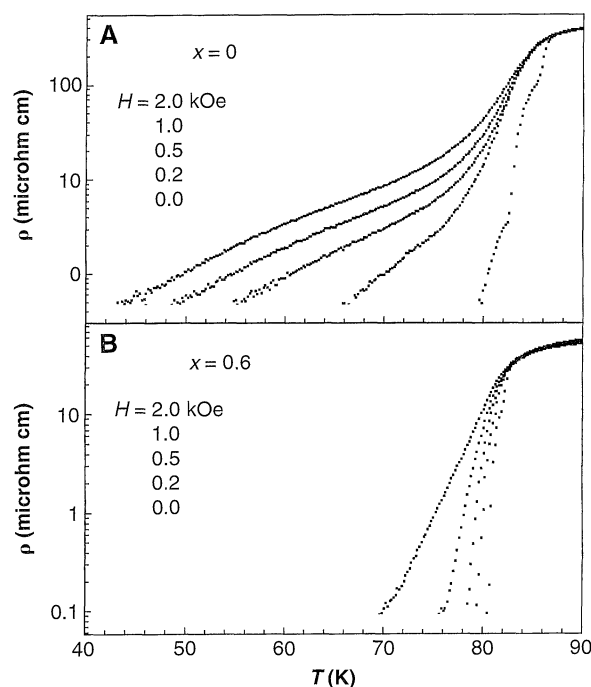 A
x = 0
H = 2.0 kOe
1.0
0.5
0.2
0.0
100
10
0
ρ (microhm cm)
B
x = 0.6
H = 2.0 kOe
1.0
0.5
0.2
0.0
10
1
0.1
ρ (microhm cm)
40 50 60 70 80 90
T (K)